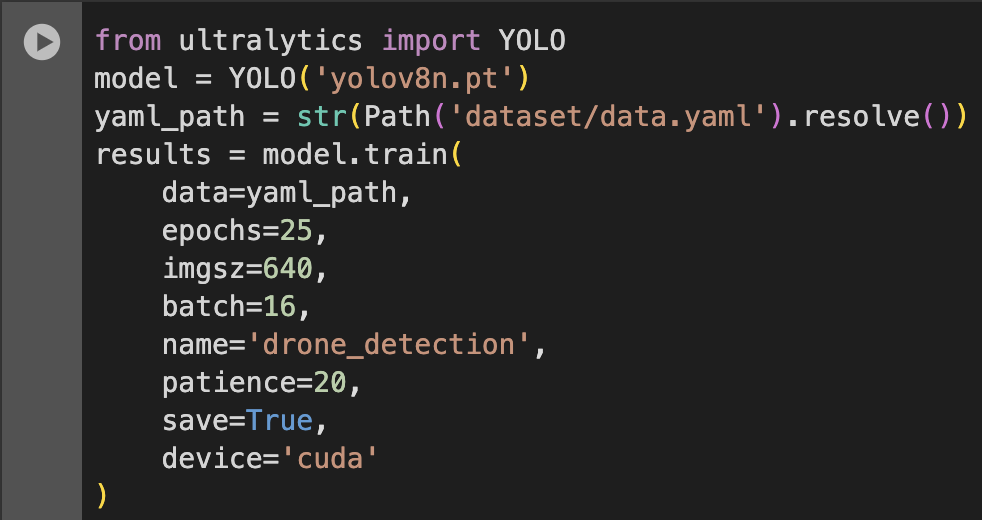 from ultralytics import YOLO
model = YOLO('yolov8n.pt')
yaml_path = str(Path('dataset/data.yaml').resolve())
results = model.train(
    data=yaml_path,
    epochs=25,
    imgsz=640,
    batch=16,
    name='drone_detection',
    patience=20,
    save=True,
    device='cuda'
)